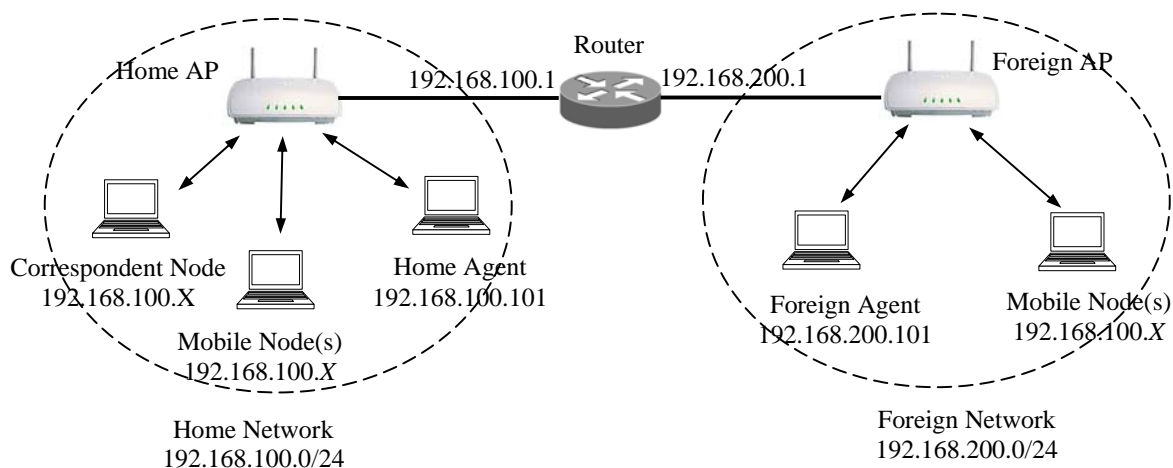 Router
Home AP
192.168.100.1
192.168.200.1
Foreign AP
Correspondent Node
192.168.100.X
Mobile Node(s)
192.168.100.X
Home Agent
192.168.100.101
Foreign Agent
192.168.200.101
Mobile Node(s)
192.168.100.X
Home Network
192.168.100.0/24
Foreign Network
192.168.200.0/24